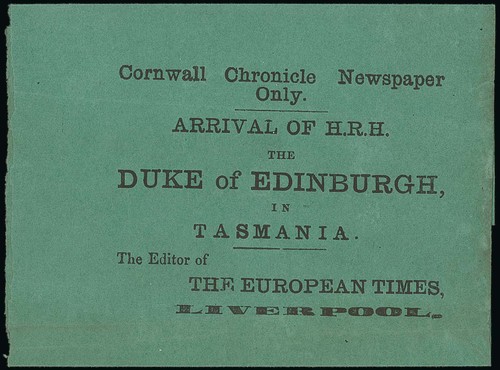 Cornwall Chronicle Newspaper
Only.
ARRIVAL OF H.R.H.
THE
DUKE of EDINBURGH,
IN
TASMANIA.
The Editor of
THE EUROPEAN TIMES,
LIVERPOOL.